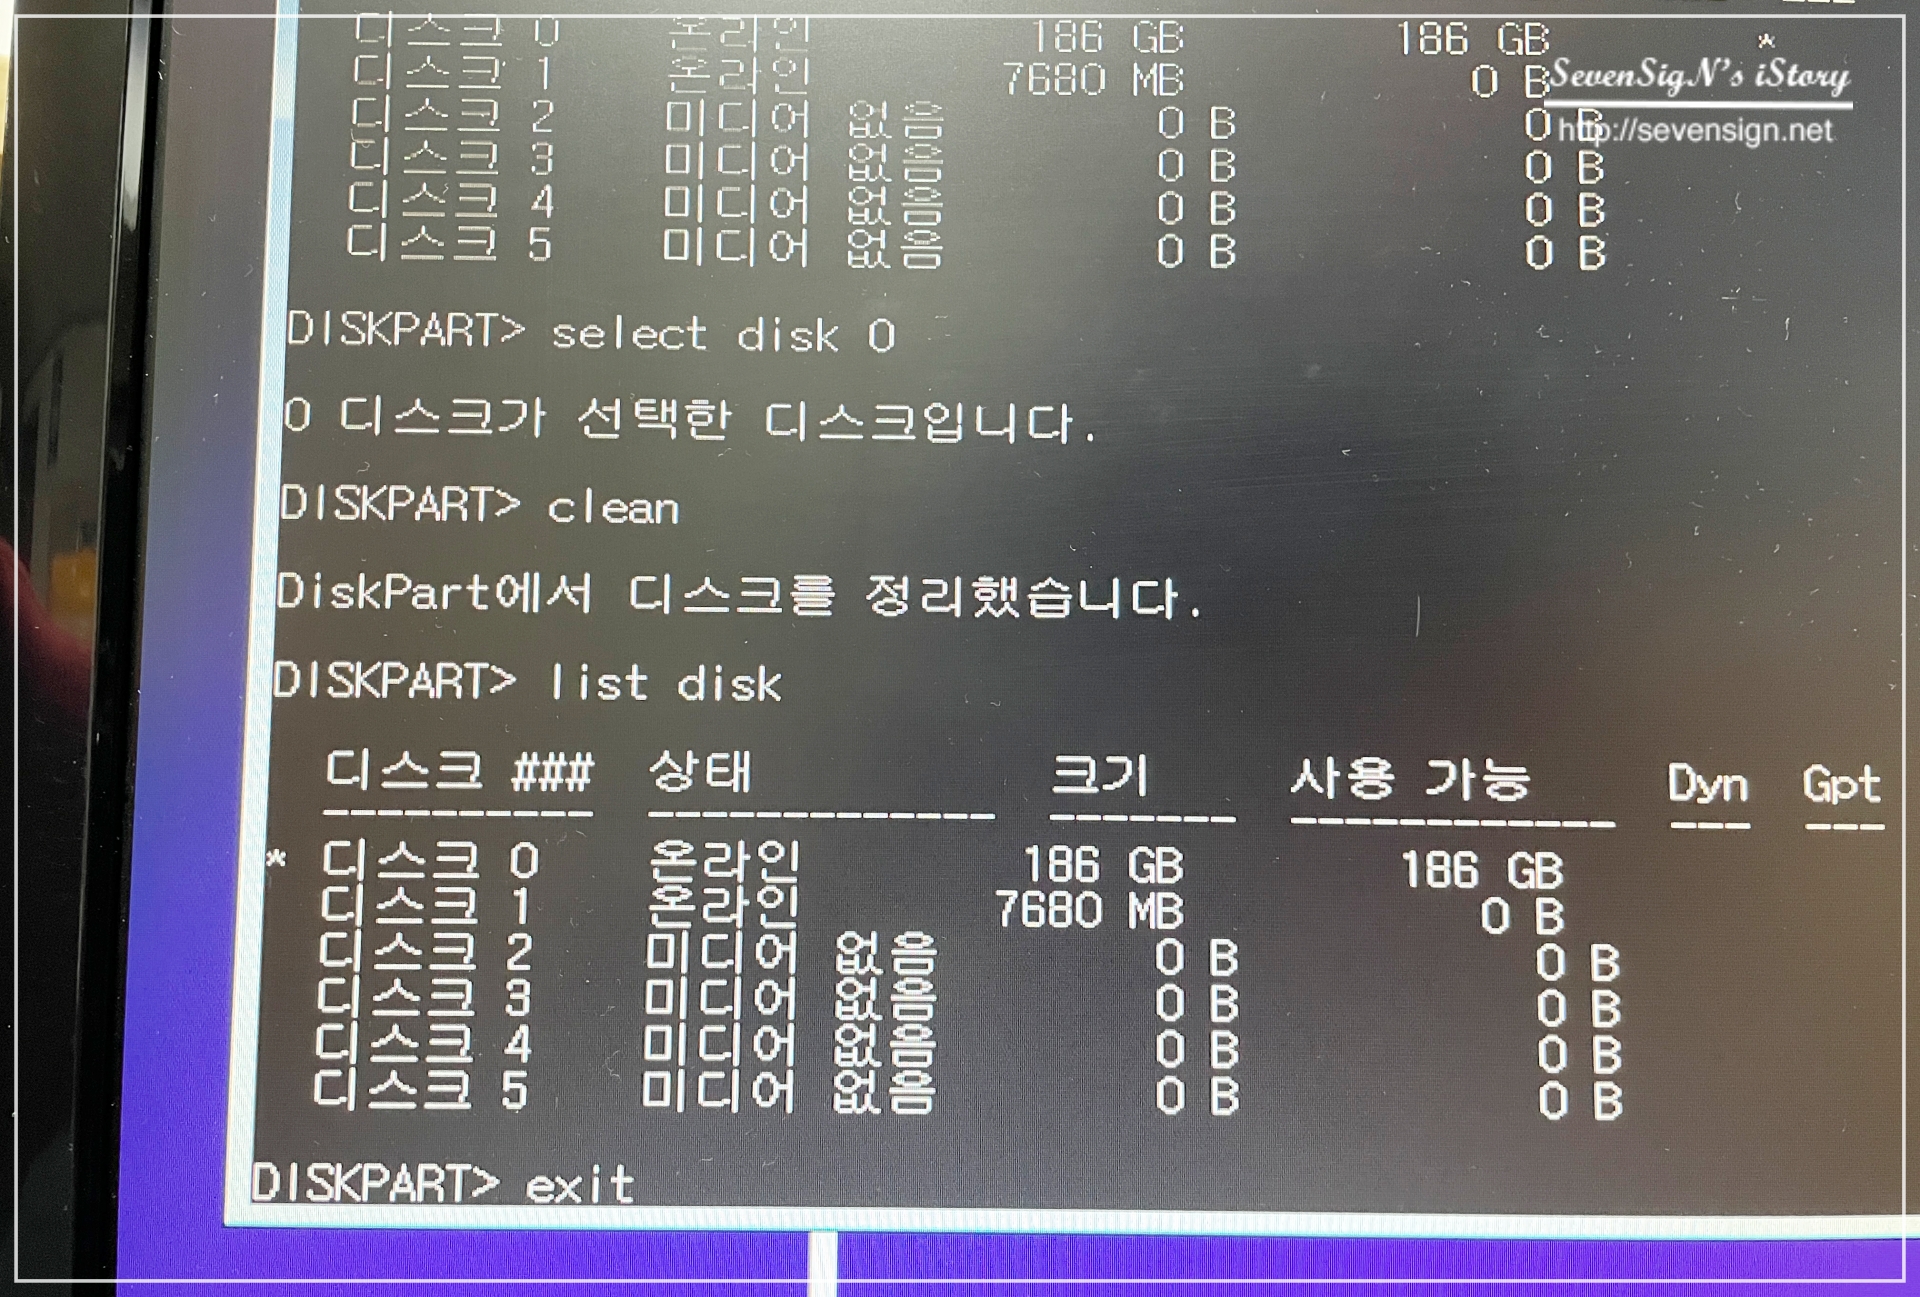 디스크 0 온라인 186 GB 186 GB *
디스크 1 온라인 7680 MB 0 B
디스크 2 미디어 없음 0 B 0 B
디스크 3 미디어 없음 0 B 0 B
디스크 4 미디어 없음 0 B 0 B
디스크 5 미디어 없음 0 B 0 B
SevenSigN's iStory
http://sevensign.net
DISKPART> select disk 0
0 디스크가 선택한 디스크입니다.
DISKPART> clean
DiskPart에서 디스크를 정리했습니다.
DISKPART> list disk
디스크 ### 상태 크기 사용 가능 Dyn Gpt
---------- ------------- ------- ------------ --- ---
* 디스크 0 온라인 186 GB 186 GB
디스크 1 온라인 7680 MB 0 B
디스크 2 미디어 없음 0 B 0 B
디스크 3 미디어 없음 0 B 0 B
디스크 4 미디어 없음 0 B 0 B
디스크 5 미디어 없음 0 B 0 B
DISKPART> exit